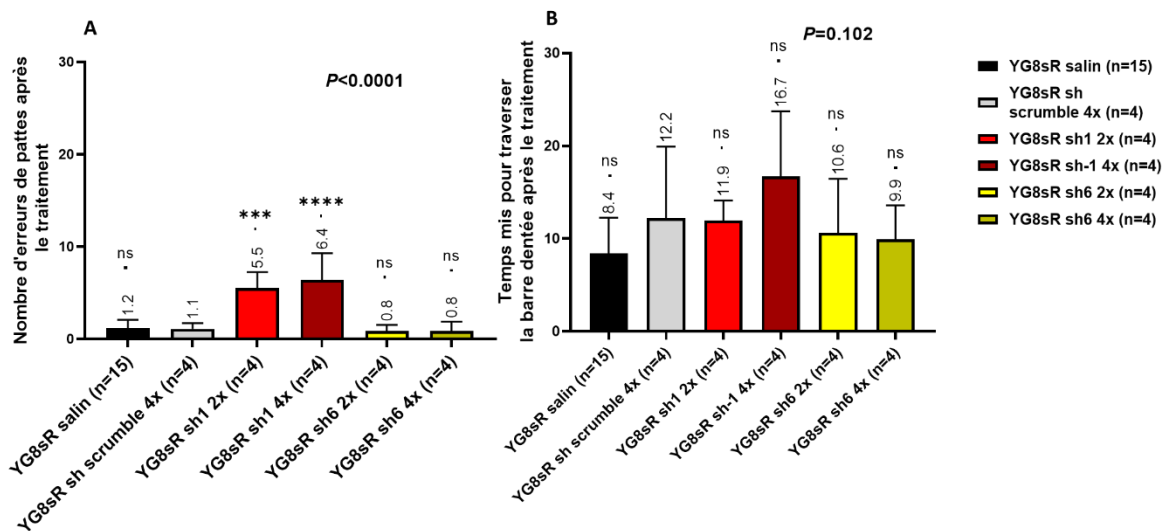 A
Nombre d'erreurs de pattes après
le traitement
30
20
10
0
P<0.0001
ns
1.2
1.1
***
5.5
****
6.4
ns
0.8
ns
0.8
YG8sR salin (n=15)
YG8sR sh scrumble 4x (n=4)
YG8sR sh1 2x (n=4)
YG8sR sh1 4x (n=4)
YG8sR sh6 2x (n=4)
YG8sR sh6 4x (n=4)
B
Temps mis pour traverser
la barre dentée après le traitement
30
20
10
0
P=0.102
ns
8.4
12.2
ns
11.9
ns
16.7
ns
10.6
ns
9.9
YG8sR salin (n=15)
YG8sR sh scrumble 4x (n=4)
YG8sR sh1 2x (n=4)
YG8sR sh-1 4x (n=4)
YG8sR sh6 2x (n=4)
YG8sR sh6 4x (n=4)
YG8sR salin (n=15)
YG8sR sh
scrumble 4x (n=4)
YG8sR sh1 2x (n=4)
YG8sR sh-1 4x (n=4)
YG8sR sh6 2x (n=4)
YG8sR sh6 4x (n=4)